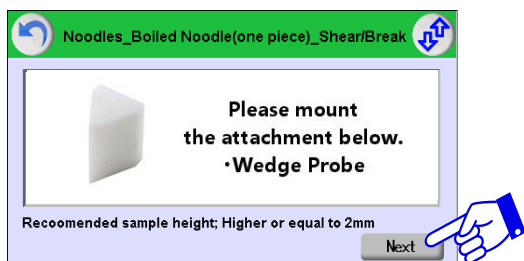 Noodles_Boiled Noodle(one piece)_Shear/Break
Please mount
the attachment below.
・Wedge Probe
Recoomended sample height; Higher or equal to 2mm
Next